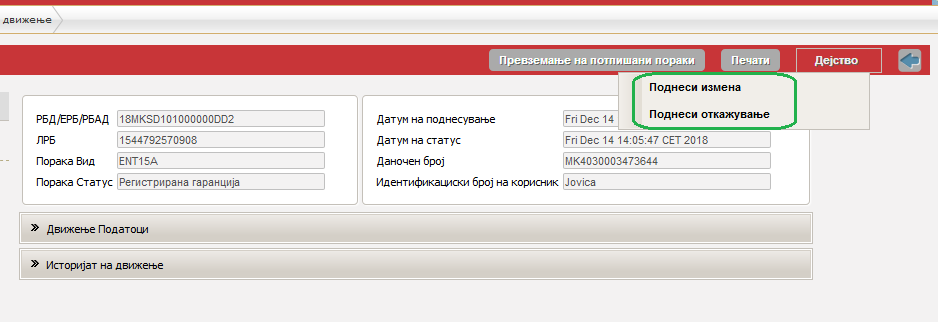 движење
Превземање на потпишани пораки
Печати
Дејство
Поднеси измена
Поднеси откажување
РБД/ЕРБ/РБАД 18MKSD101000000DD2
ЛРБ 1544792570908
Порака Вид ENT15A
Порака Статус Регистрирана гаранција
Датум на поднесување Fri Dec 14
Датум на статус Fri Dec 14 14:05:47 CET 2018
Даночен број MK4030003473644
Идентификациски број на корисник Jovica
Движење Податоци
Историјат на движење